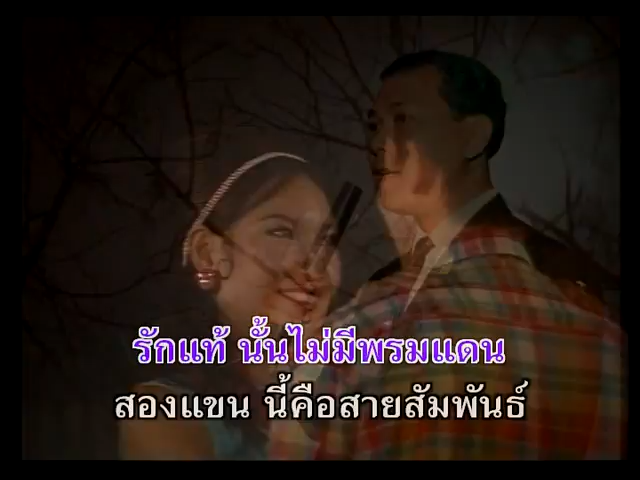 รักแท้ นั้นไม่มีพรมแดน
สองแขน นี้คือสายสัมพันธ์